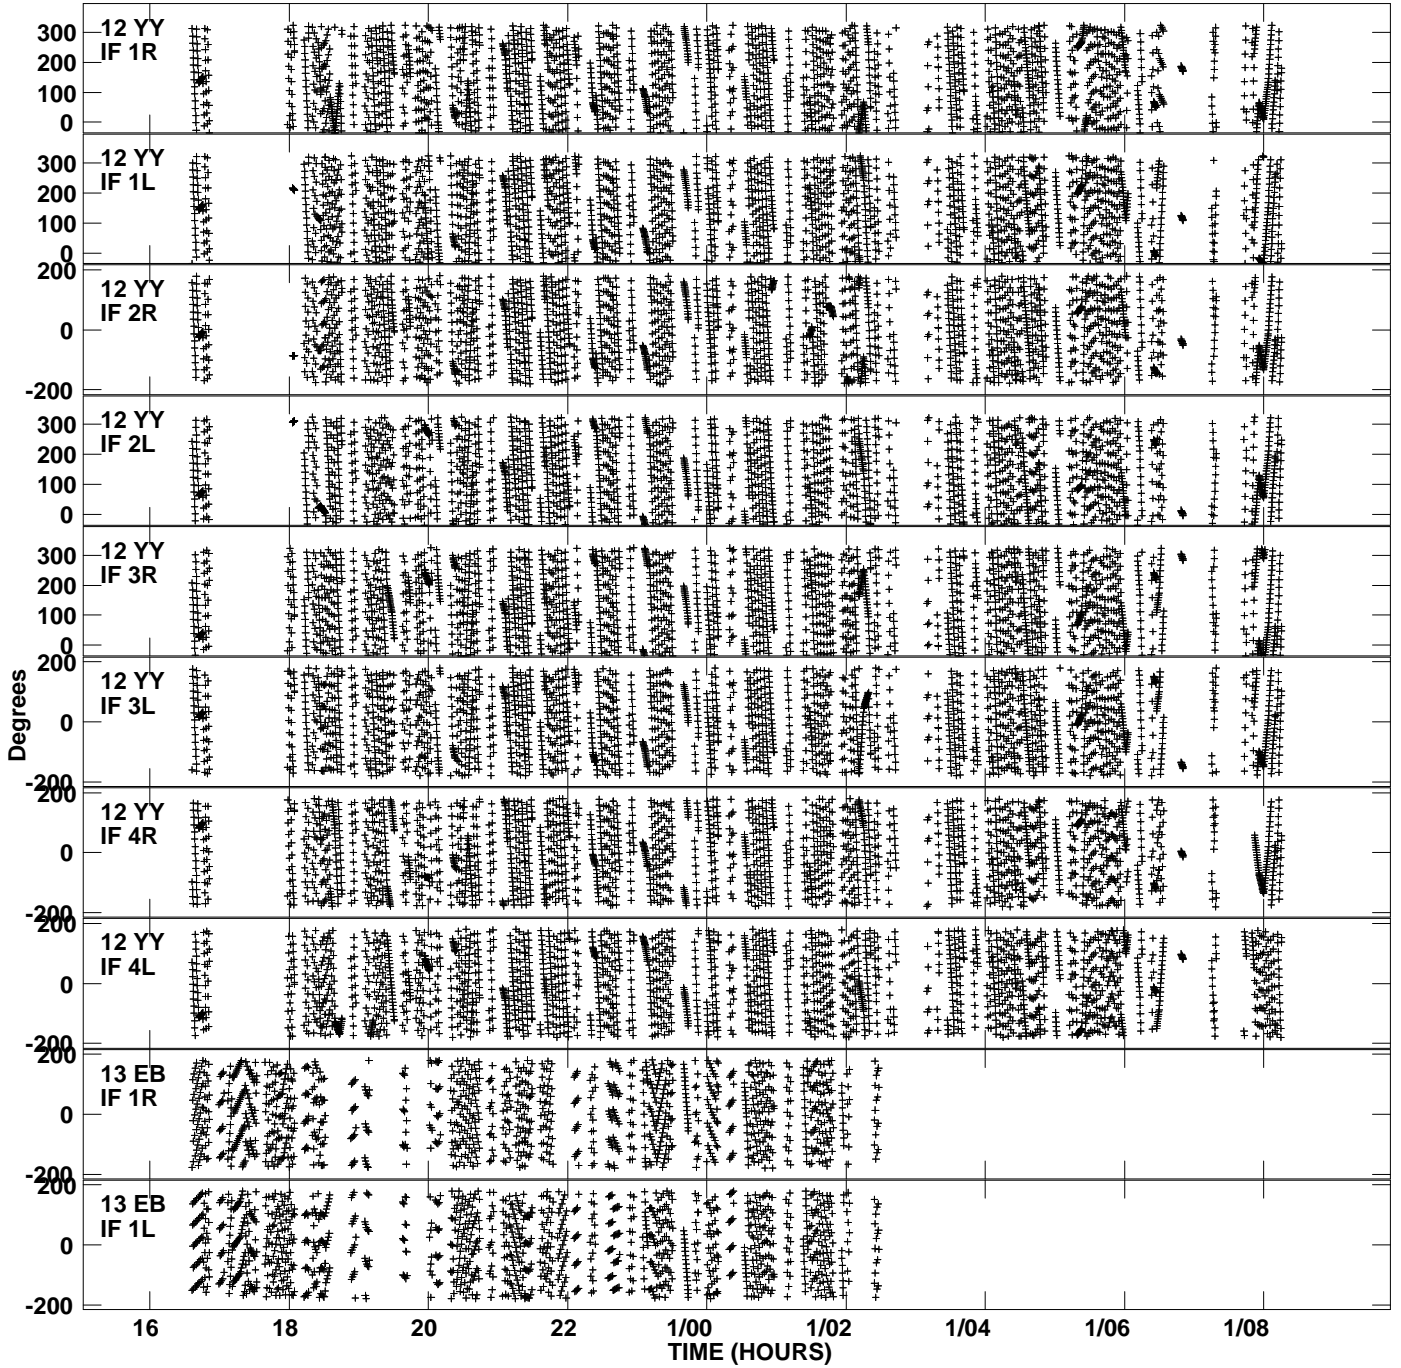 300
200
100
0
12 YY
IF 1R
300
200
100
0
12 YY
IF 1L
200
0
-200
12 YY
IF 2R
300
200
100
0
12 YY
IF 2L
300
200
100
0
12 YY
IF 3R
200
0
-200
12 YY
IF 3L
200
0
-200
12 YY
IF 4R
200
0
-200
12 YY
IF 4L
200
0
-200
13 EB
IF 1R
200
0
-200
13 EB
IF 1L
Degrees
16 18 20 22 1/00 1/02 1/04 1/06 1/08
TIME (HOURS)